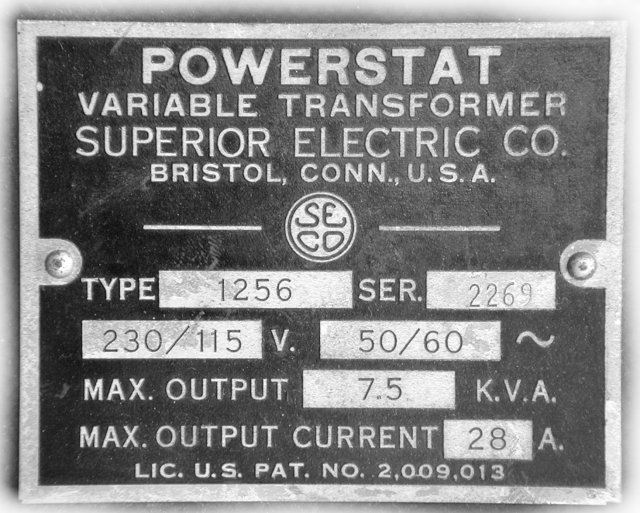 POWERSTAT
VARIABLE TRANSFORMER
SUPERIOR ELECTRIC CO.
BRISTOL, CONN., U.S.A.
SE
CO
TYPE 1256 SER. 2269
230/115 V. 50/60 ~
MAX. OUTPUT 7.5 K.V.A.
MAX. OUTPUT CURRENT 28 A.
LIC. U.S. PAT. NO. 2,009,013